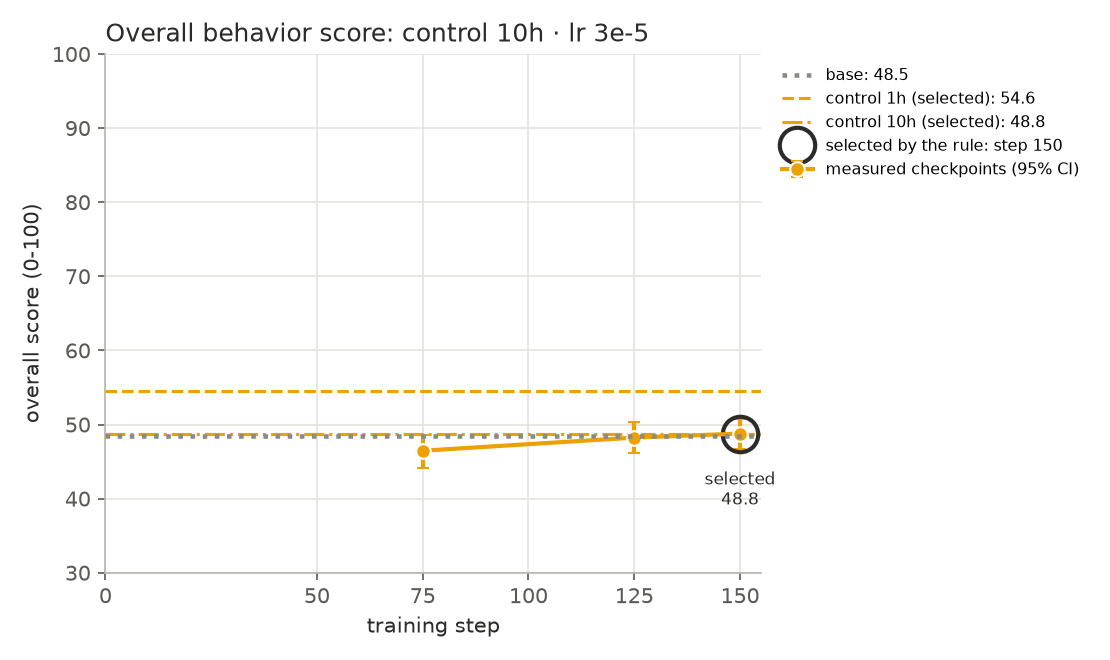 Overall behavior score: control 10h · lr 3e-5
base: 48.5
control 1h (selected): 54.6
control 10h (selected): 48.8
selected by the rule: step 150
measured checkpoints (95% CI)
overall score (0-100)
100
90
80
70
60
50
40
30
selected
48.8
0
50
75
100
125
150
training step